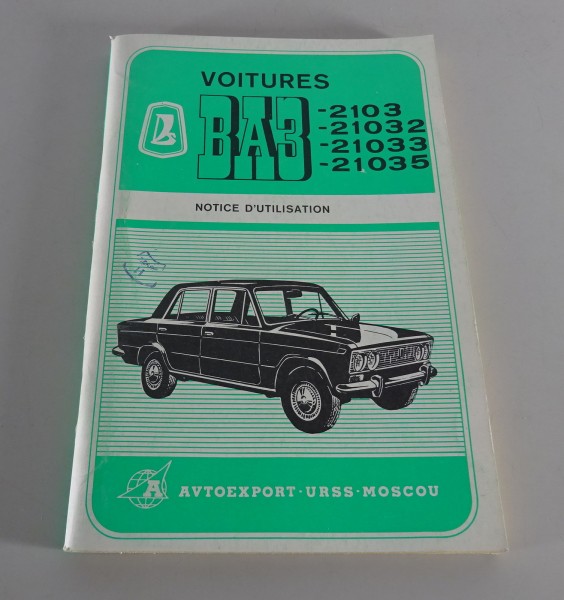 VOITURES
ВАЗ
-2103
-21032
-21033
-21035
NOTICE D'UTILISATION
AVTOEXPORT·URSS·MOSCOU